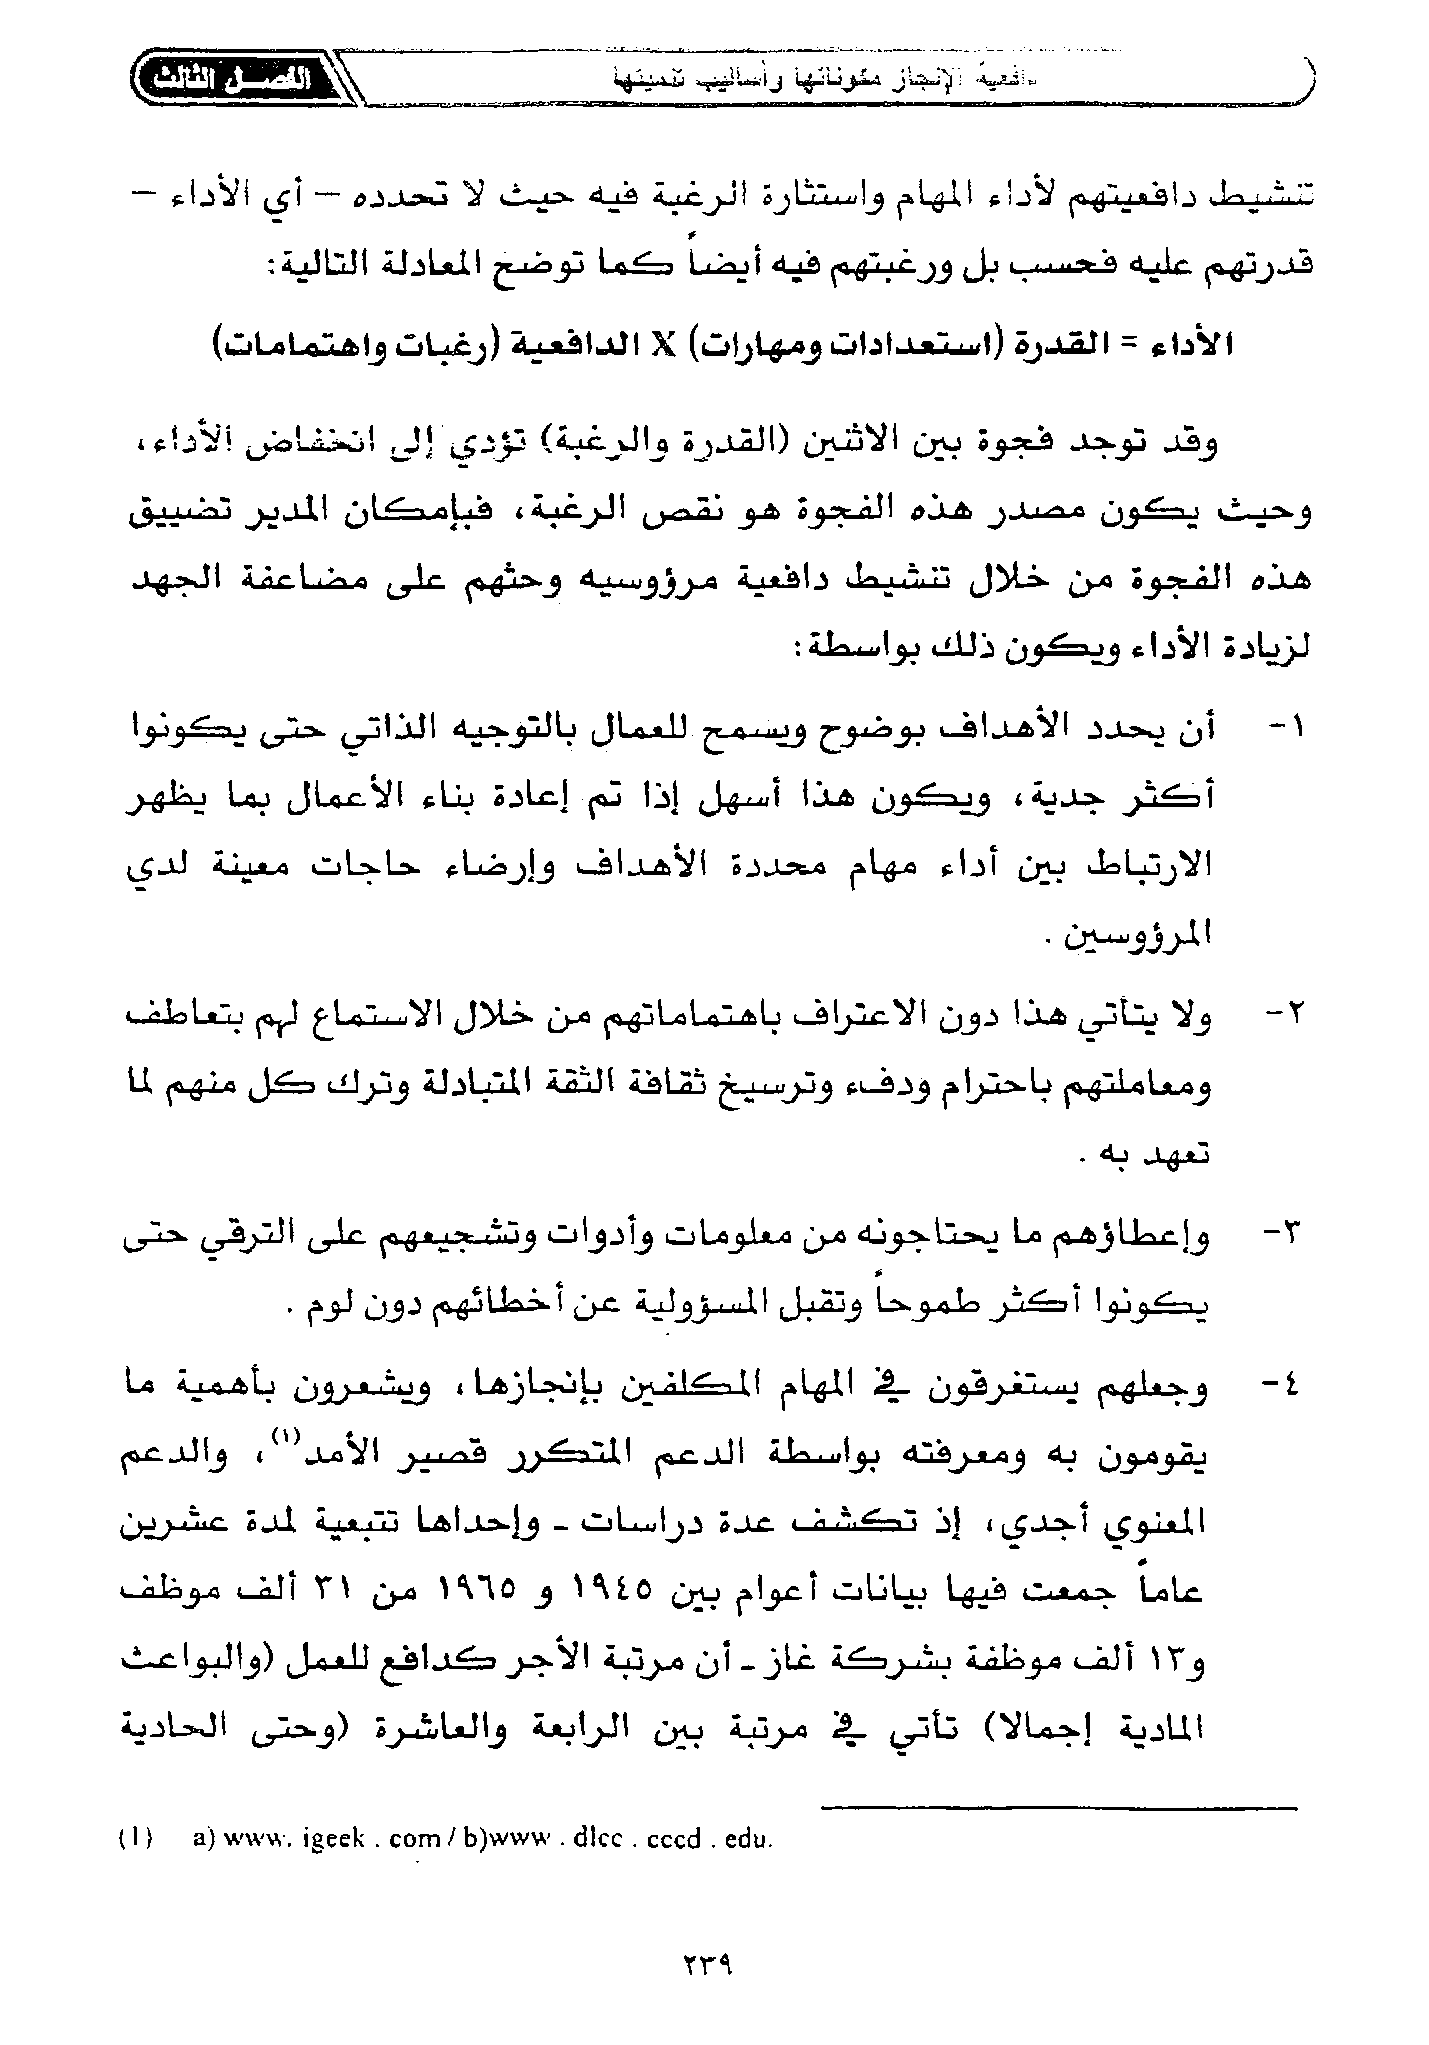 دافعية الإنجاز مكوناتها وأساليب تنميتها
الفصل الثالث
تنشيط دافعيتهم لأداء المهام واستثارة الرغبة فيه حيث لا تحدده – أي الأداء –
قدرتهم عليه فحسب بل ورغبتهم فيه أيضاً كما توضح المعادلة التالية:
الأداء = القدرة (استعدادات ومهارات) X الدافعية (رغبات واهتمامات)
وقد توجد فجوة بين الاثنين (القدرة والرغبة) تؤدي إلى انخفاض الأداء،
وحيث يكون مصدر هذه الفجوة هو نقص الرغبة، فبإمكان المدير تضييق
هذه الفجوة من خلال تنشيط دافعية مرؤوسيه وحثهم على مضاعفة الجهد
لزيادة الأداء ويكون ذلك بواسطة:
١- أن يحدد الأهداف بوضوح ويسمح للعمال بالتوجيه الذاتي حتى يكونوا
أكثر جدية، ويكون هذا أسهل إذا تم إعادة بناء الأعمال بما يظهر
الارتباط بين أداء مهام محددة الأهداف وإرضاء حاجات معينة لدي
المرؤوسين .
٢- ولا يتأتي هذا دون الاعتراف باهتماماتهم من خلال الاستماع لهم بتعاطف
ومعاملتهم باحترام ودفء وترسيخ ثقافة الثقة المتبادلة وترك كل منهم لما
تعهد به .
٣- وإعطاؤهم ما يحتاجونه من معلومات وأدوات وتشجيعهم على الترقي حتى
يكونوا أكثر طموحاً وتقبل المسؤولية عن أخطائهم دون لوم .
٤- وجعلهم يستغرقون في المهام المكلفين بإنجازها، ويشعرون بأهمية ما
يقومون به ومعرفته بواسطة الدعم المتكرر قصير الأمد(١)، والدعم
المعنوي أجدي، إذ تكشف عدة دراسات - وإحداها تتبعية لمدة عشرين
عاماً جمعت فيها بيانات أعوام بين ١٩٤٥ و ١٩٦٥ من ٣١ ألف موظف
و١٣ ألف موظفة بشركة غاز - أن مرتبة الأجر كدافع للعمل (والبواعث
المادية إجمالا) تأتي في مرتبة بين الرابعة والعاشرة (وحتى الحادية
(1) a) www. igeek . com / b)www . dlcc . cccd . edu.
٢٣٩